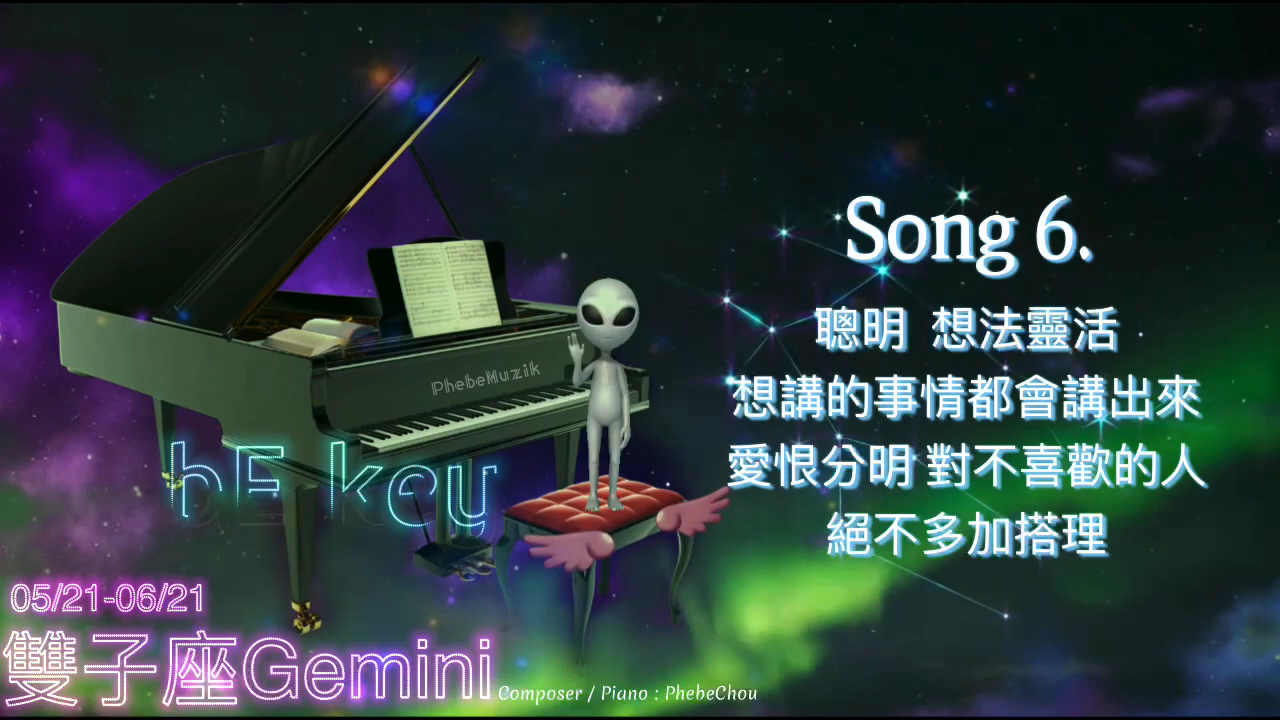 Song 6.
聰明 想法靈活
想講的事情都會講出來
愛恨分明 對不喜歡的人
絕不多加搭理
PhebeMuzik
bE key
05/21-06/21
雙子座Gemini
Composer / Piano : PhebeChou